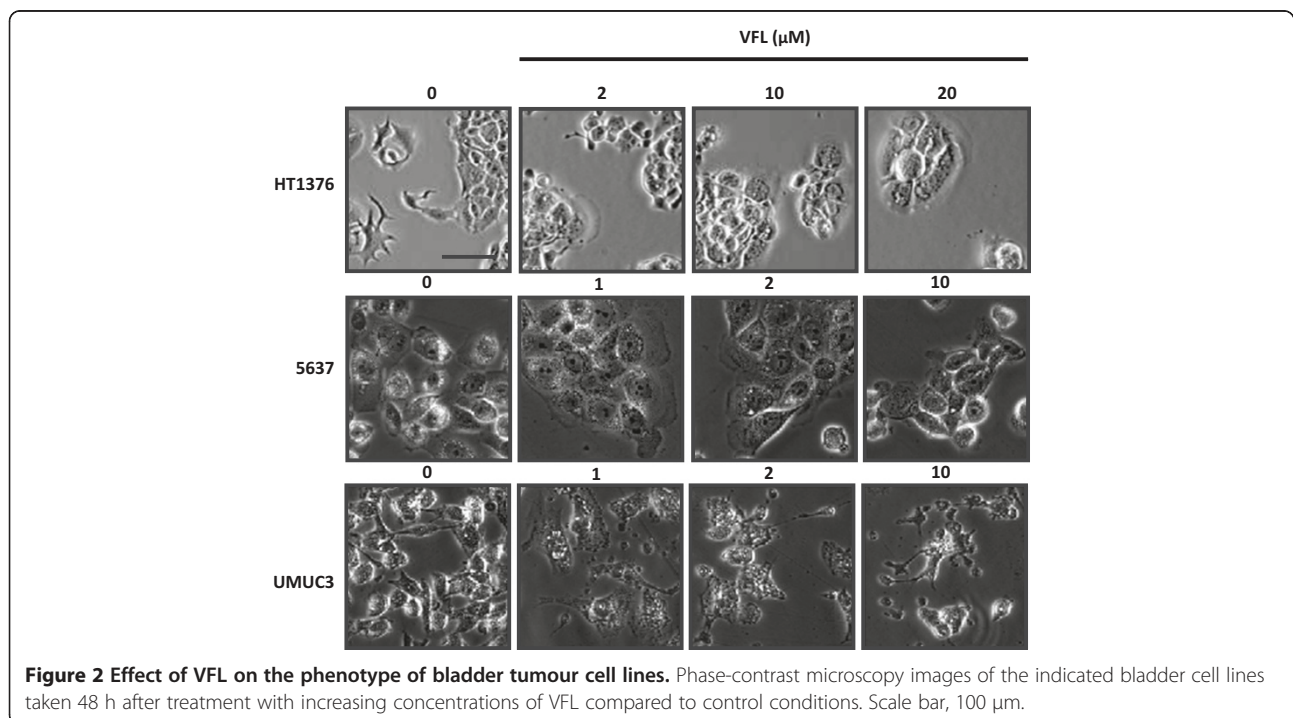 VFL (µM)
0 2 10 20
HT1376
0 1 2 10
5637
0 1 2 10
UMUC3
Figure 2 Effect of VFL on the phenotype of bladder tumour cell lines. Phase-contrast microscopy images of the indicated bladder cell lines
taken 48 h after treatment with increasing concentrations of VFL compared to control conditions. Scale bar, 100 µm.